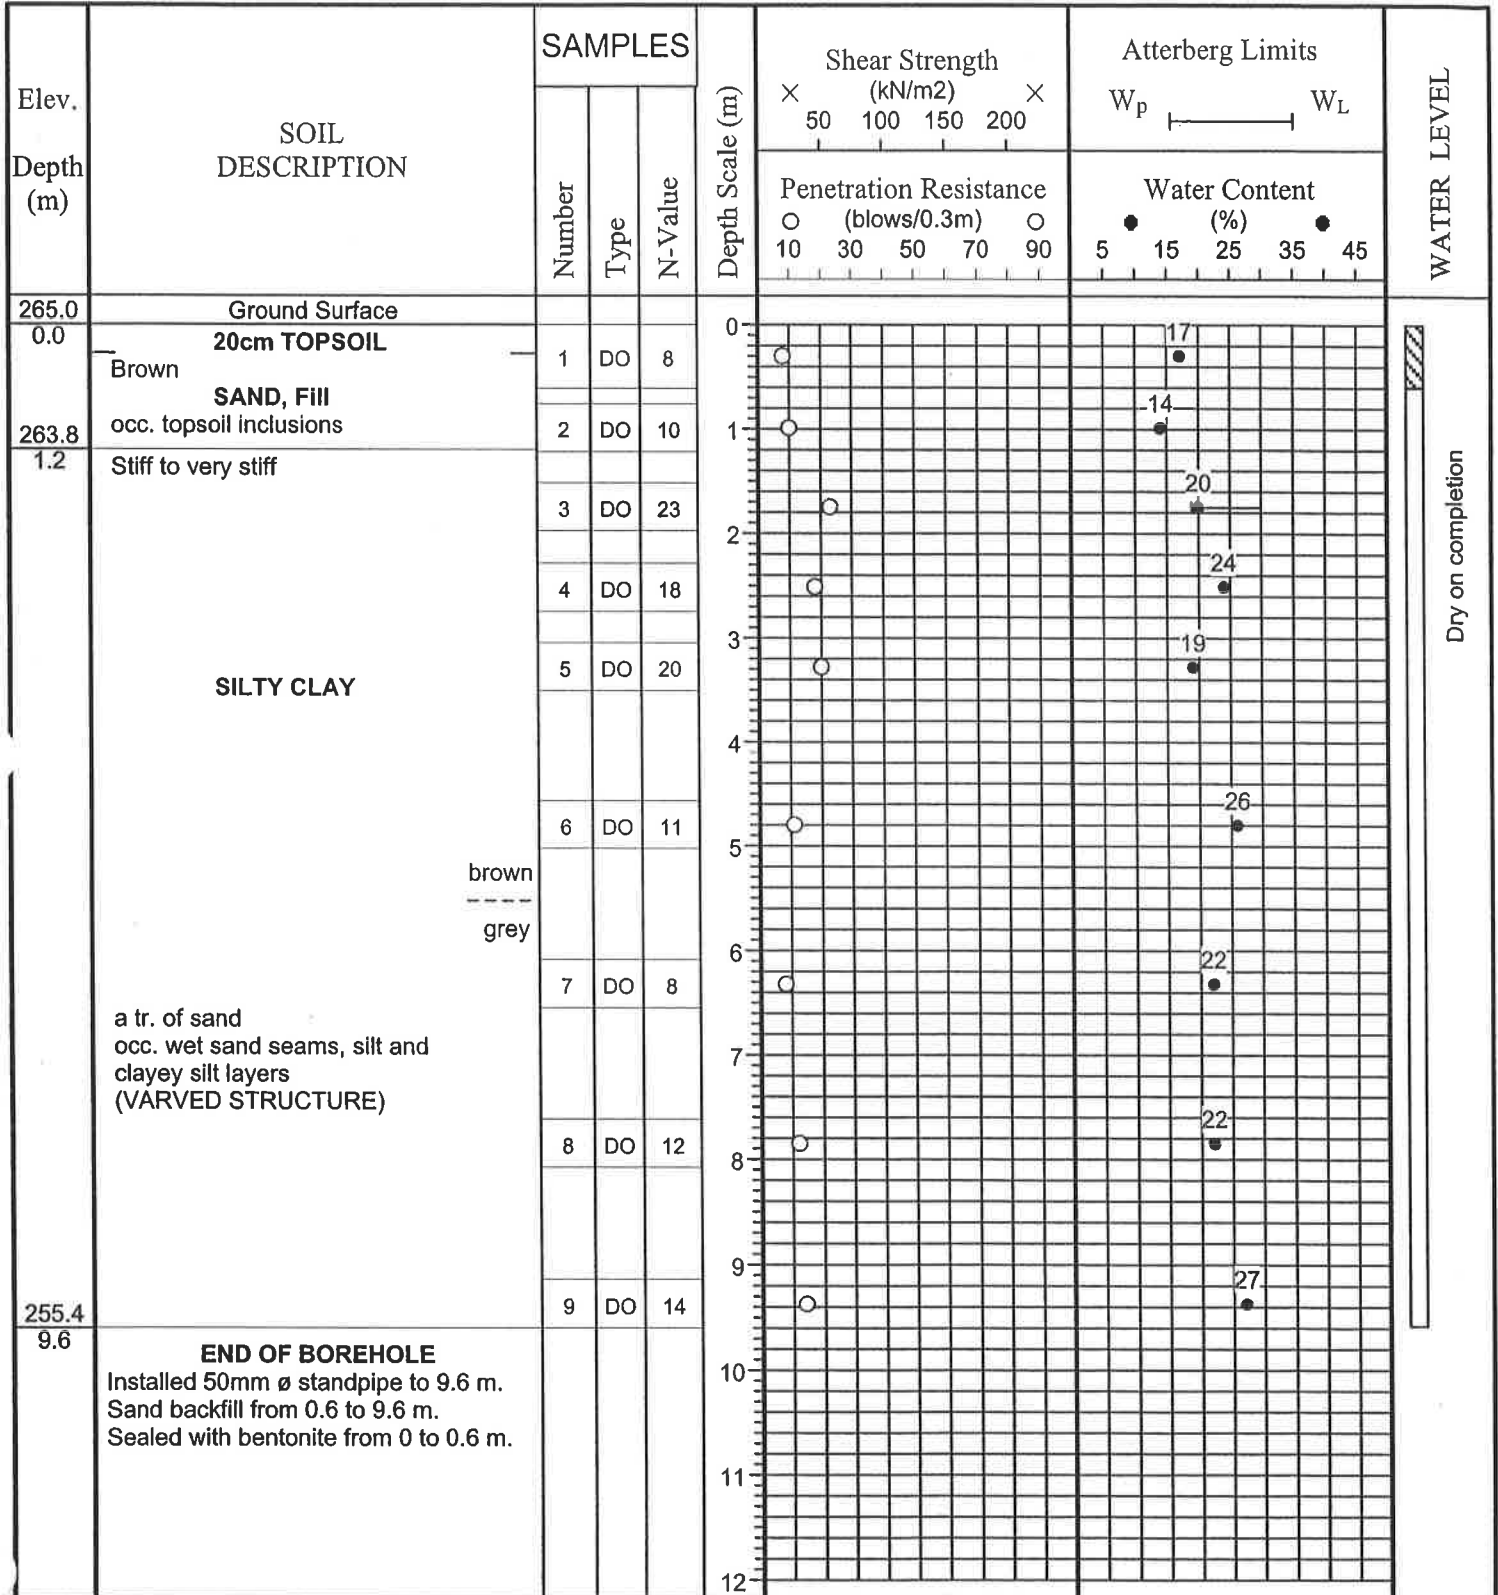 Elev.
Depth
(m)
SOIL
DESCRIPTION
SAMPLES
Number
Type
N-Value
Depth Scale (m)
Shear Strength
× (kN/m2) ×
50 100 150 200
Penetration Resistance
○ (blows/0.3m) ○
10 30 50 70 90
Atterberg Limits
Wp WL
Water Content
● (%) ●
5 15 25 35 45
WATER LEVEL
265.0 Ground Surface
0.0 20cm TOPSOIL
Brown
SAND, Fill
occ. topsoil inclusions
263.8
1.2 Stiff to very stiff
SILTY CLAY
brown
----
grey
a tr. of sand
occ. wet sand seams, silt and
clayey silt layers
(VARVED STRUCTURE)
255.4
9.6
END OF BOREHOLE
Installed 50mm ø standpipe to 9.6 m.
Sand backfill from 0.6 to 9.6 m.
Sealed with bentonite from 0 to 0.6 m.
1 DO 8
2 DO 10
3 DO 23
4 DO 18
5 DO 20
6 DO 11
7 DO 8
8 DO 12
9 DO 14
0
1
2
3
4
5
6
7
8
9
10
11
12
17
14
20
24
19
26
22
22
27
Dry on completion